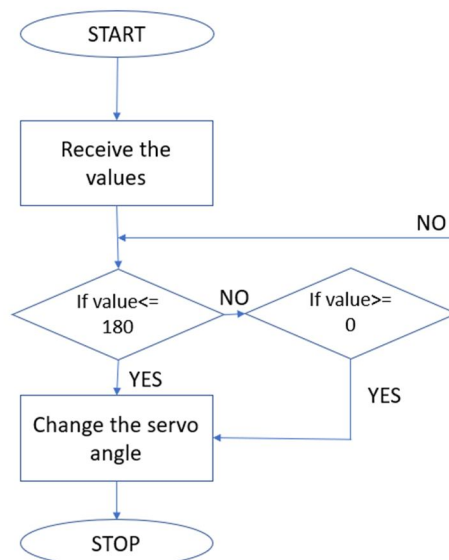 START
Receive the
values
NO
If value<=
180
NO
If value>=
0
YES
YES
Change the servo
angle
STOP